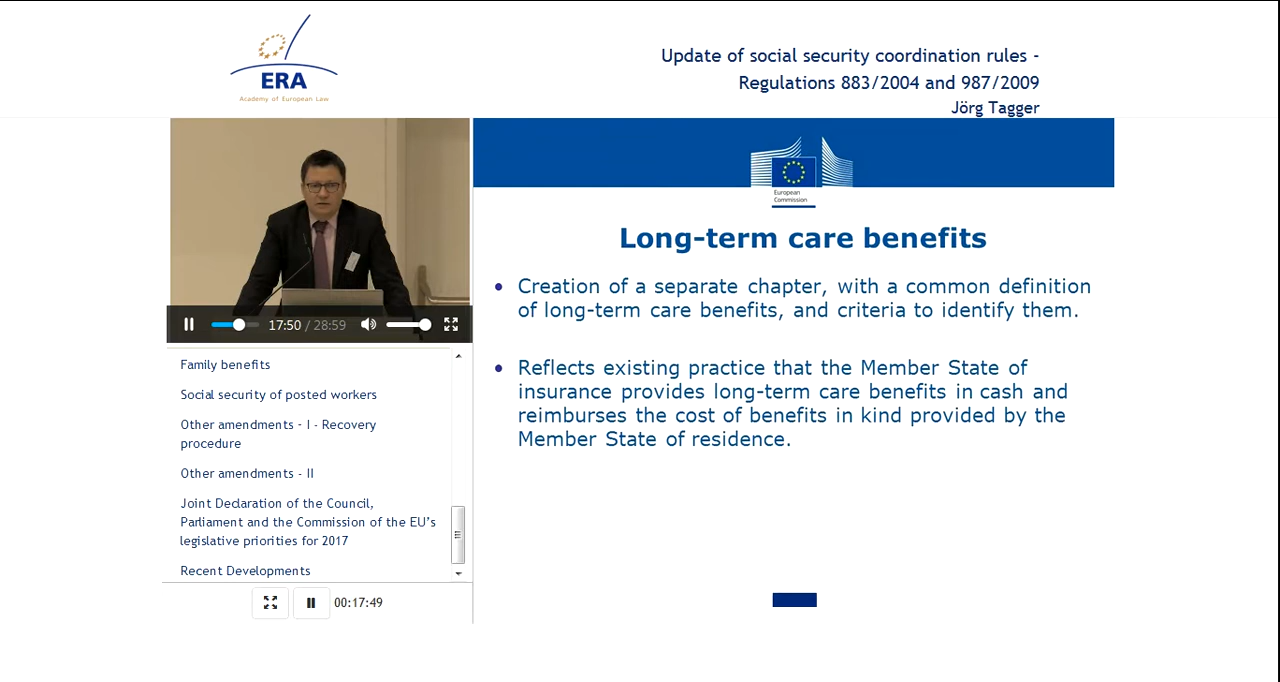 ERA
Academy of European Law
Update of social security coordination rules -
Regulations 883/2004 and 987/2009
Jörg Tagger
European
Commission
Long-term care benefits
• Creation of a separate chapter, with a common definition
of long-term care benefits, and criteria to identify them.
• Reflects existing practice that the Member State of
insurance provides long-term care benefits in cash and
reimburses the cost of benefits in kind provided by the
Member State of residence.
17:50 / 28:59
Family benefits
Social security of posted workers
Other amendments - I - Recovery
procedure
Other amendments - II
Joint Declaration of the Council,
Parliament and the Commission of the EU's
legislative priorities for 2017
Recent Developments
00:17:49